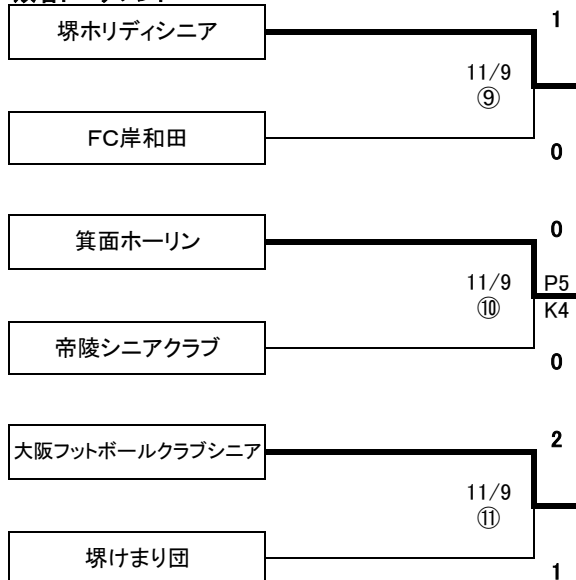 堺ホリディシニア
1
11/9
⑨
FC岸和田
0
箕面ホーリン
0
11/9
⑩
P5
K4
帝陵シニアクラブ
0
大阪フットボールクラブシニア
2
11/9
⑪
堺けまり団
1